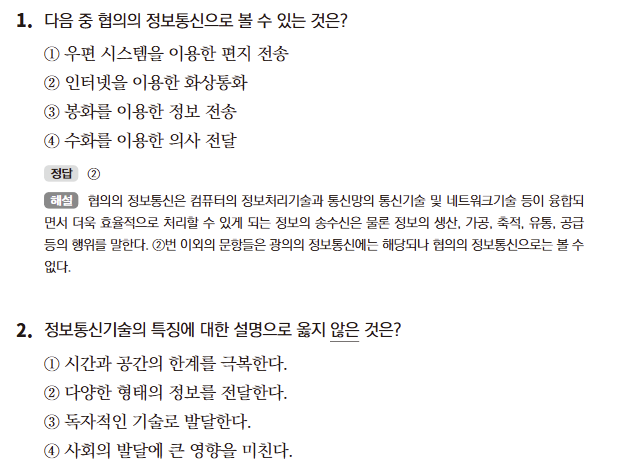 1. 다음 중 협의의 정보통신으로 볼 수 있는 것은?
① 우편 시스템을 이용한 편지 전송
② 인터넷을 이용한 화상통화
③ 봉화를 이용한 정보 전송
④ 수화를 이용한 의사 전달
정답 ②
해설 협의의 정보통신은 컴퓨터의 정보처리기술과 통신망의 통신기술 및 네트워크기술 등이 융합되
면서 더욱 효율적으로 처리할 수 있게 되는 정보의 송수신은 물론 정보의 생산, 가공, 축적, 유통, 공급
등의 행위를 말한다. ②번 이외의 문항들은 광의의 정보통신에는 해당되나 협의의 정보통신으로는 볼 수
없다.
2. 정보통신기술의 특징에 대한 설명으로 옳지 않은 것은?
① 시간과 공간의 한계를 극복한다.
② 다양한 형태의 정보를 전달한다.
③ 독자적인 기술로 발달한다.
④ 사회의 발달에 큰 영향을 미친다.